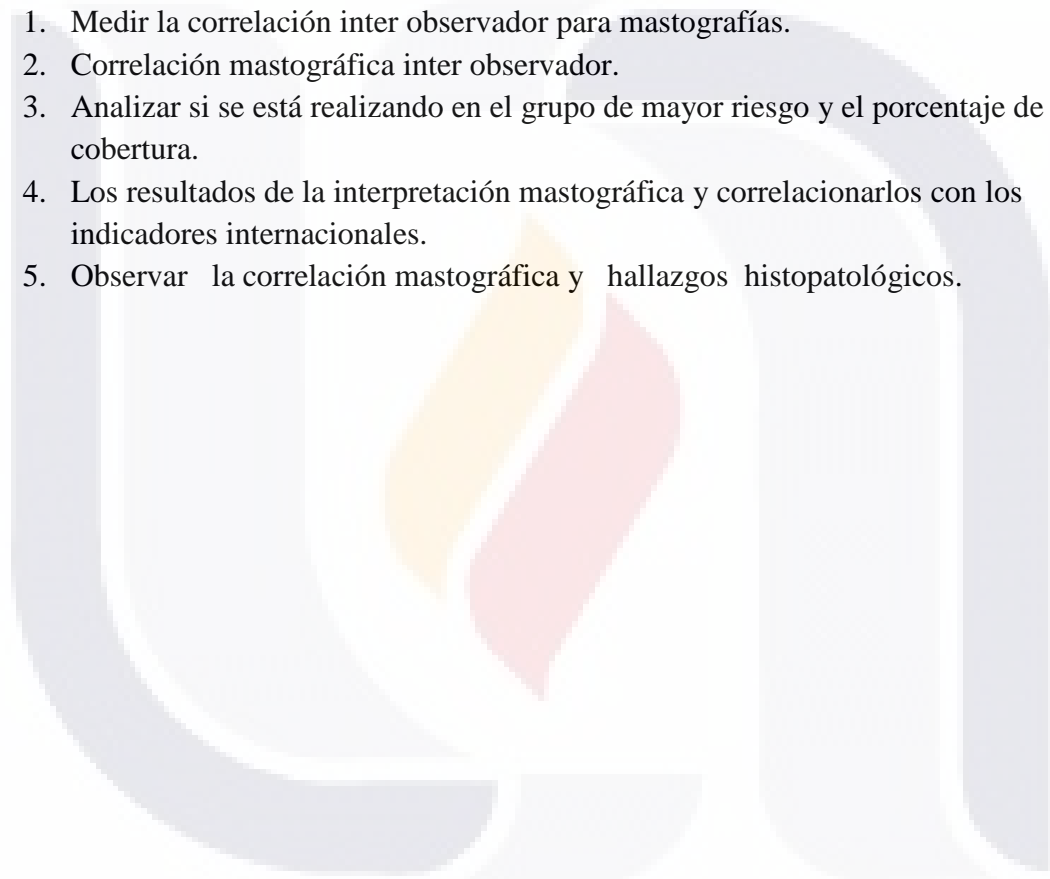 1. Medir la correlación inter observador para mastografías.
2. Correlación mastográfica inter observador.
3. Analizar si se está realizando en el grupo de mayor riesgo y el porcentaje de
cobertura.
4. Los resultados de la interpretación mastográfica y correlacionarlos con los
indicadores internacionales.
5. Observar la correlación mastográfica y hallazgos histopatológicos.